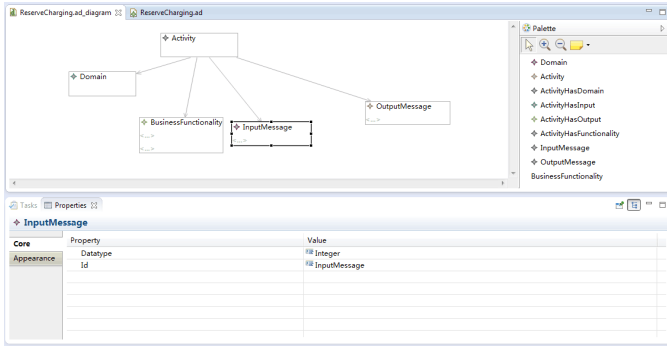 ReserveCharging.ad_diagram
ReserveCharging.ad
Activity
Domain
BusinessFunctionality
<...>
<...>
InputMessage
<...>
OutputMessage
<...>
Palette
Domain
Activity
ActivityHasDomain
ActivityHasInput
ActivityHasOutput
ActivityHasFunctionality
InputMessage
OutputMessage
BusinessFunctionality
Tasks
Properties
InputMessage
Core
Appearance
Property Value
Datatype Integer
Id InputMessage